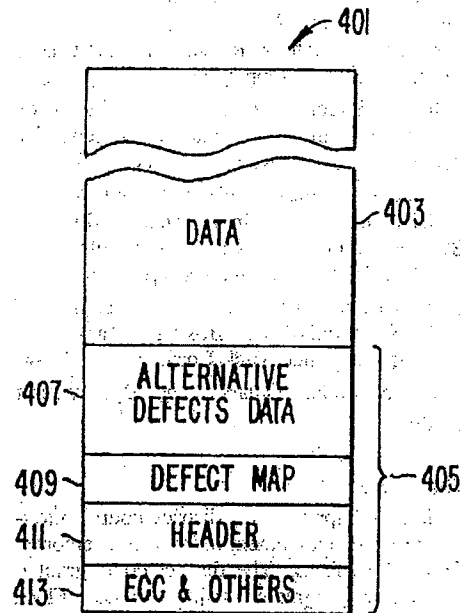 401
403
DATA
407
ALTERNATIVE
DEFECTS DATA
409
DEFECT MAP
405
411
HEADER
413
ECC & OTHERS